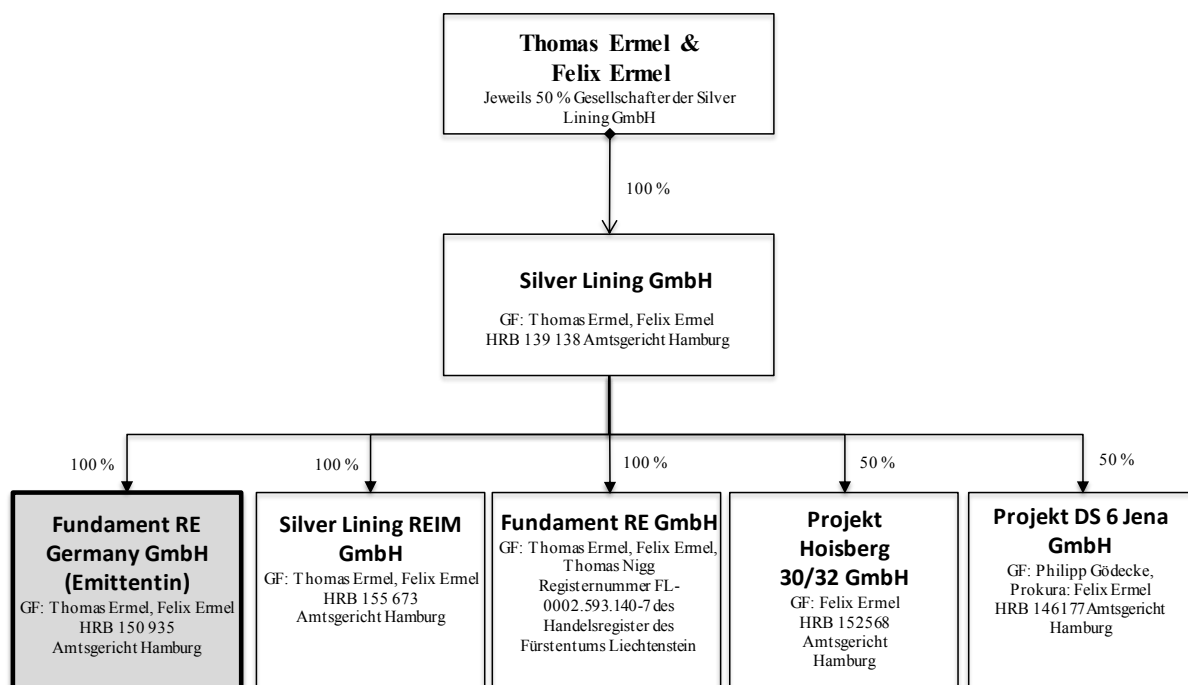 Thomas Ermel &
Felix Ermel
Jeweils 50 % Gesellschafter der Silver
Lining GmbH
100 %
Silver Lining GmbH
GF: Thomas Ermel, Felix Ermel
HRB 139 138 Amtsgericht Hamburg
100 %
100 %
100 %
50 %
50 %
Fundament RE
Germany GmbH
(Emittentin)
GF: Thomas Ermel, Felix Ermel
HRB 150 935
Amtsgericht Hamburg
Silver Lining REIM
GmbH
GF: Thomas Ermel, Felix Ermel
HRB 155 673
Amtsgericht Hamburg
Fundament RE GmbH
GF: Thomas Ermel, Felix Ermel,
Thomas Nigg
Registernummer FL-
0002.593.140-7 des
Handelsregister des
Fürstentums Liechtenstein
Projekt
Hoisberg
30/32 GmbH
GF: Felix Ermel
HRB 152568
Amtsgericht
Hamburg
Projekt DS 6 Jena
GmbH
GF: Philipp Gödecke,
Prokura: Felix Ermel
HRB 146177 Amtsgericht
Hamburg